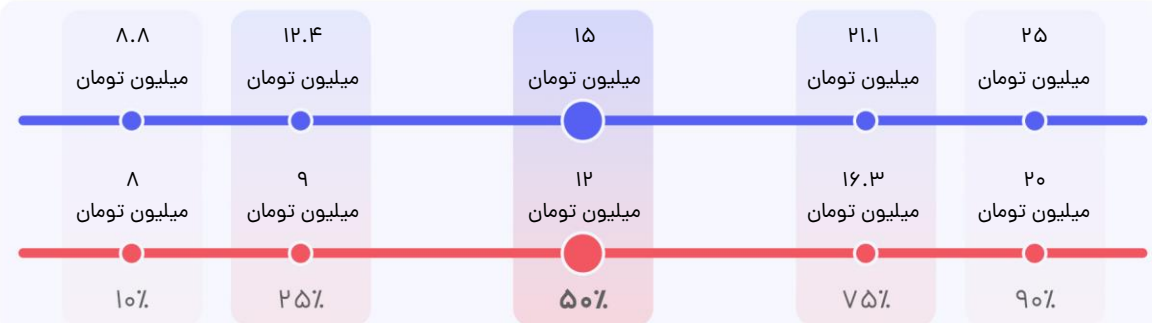 ۸.۸ ۱۲.۴ ۱۵ ۲۱.۱ ۲۵
میلیون تومان میلیون تومان میلیون تومان میلیون تومان میلیون تومان
۸ ۹ ۱۲ ۱۶.۳ ۲۰
میلیون تومان میلیون تومان میلیون تومان میلیون تومان میلیون تومان
۱۰٪ ۲۵٪ ۵۰٪ ۷۵٪ ۹۰٪